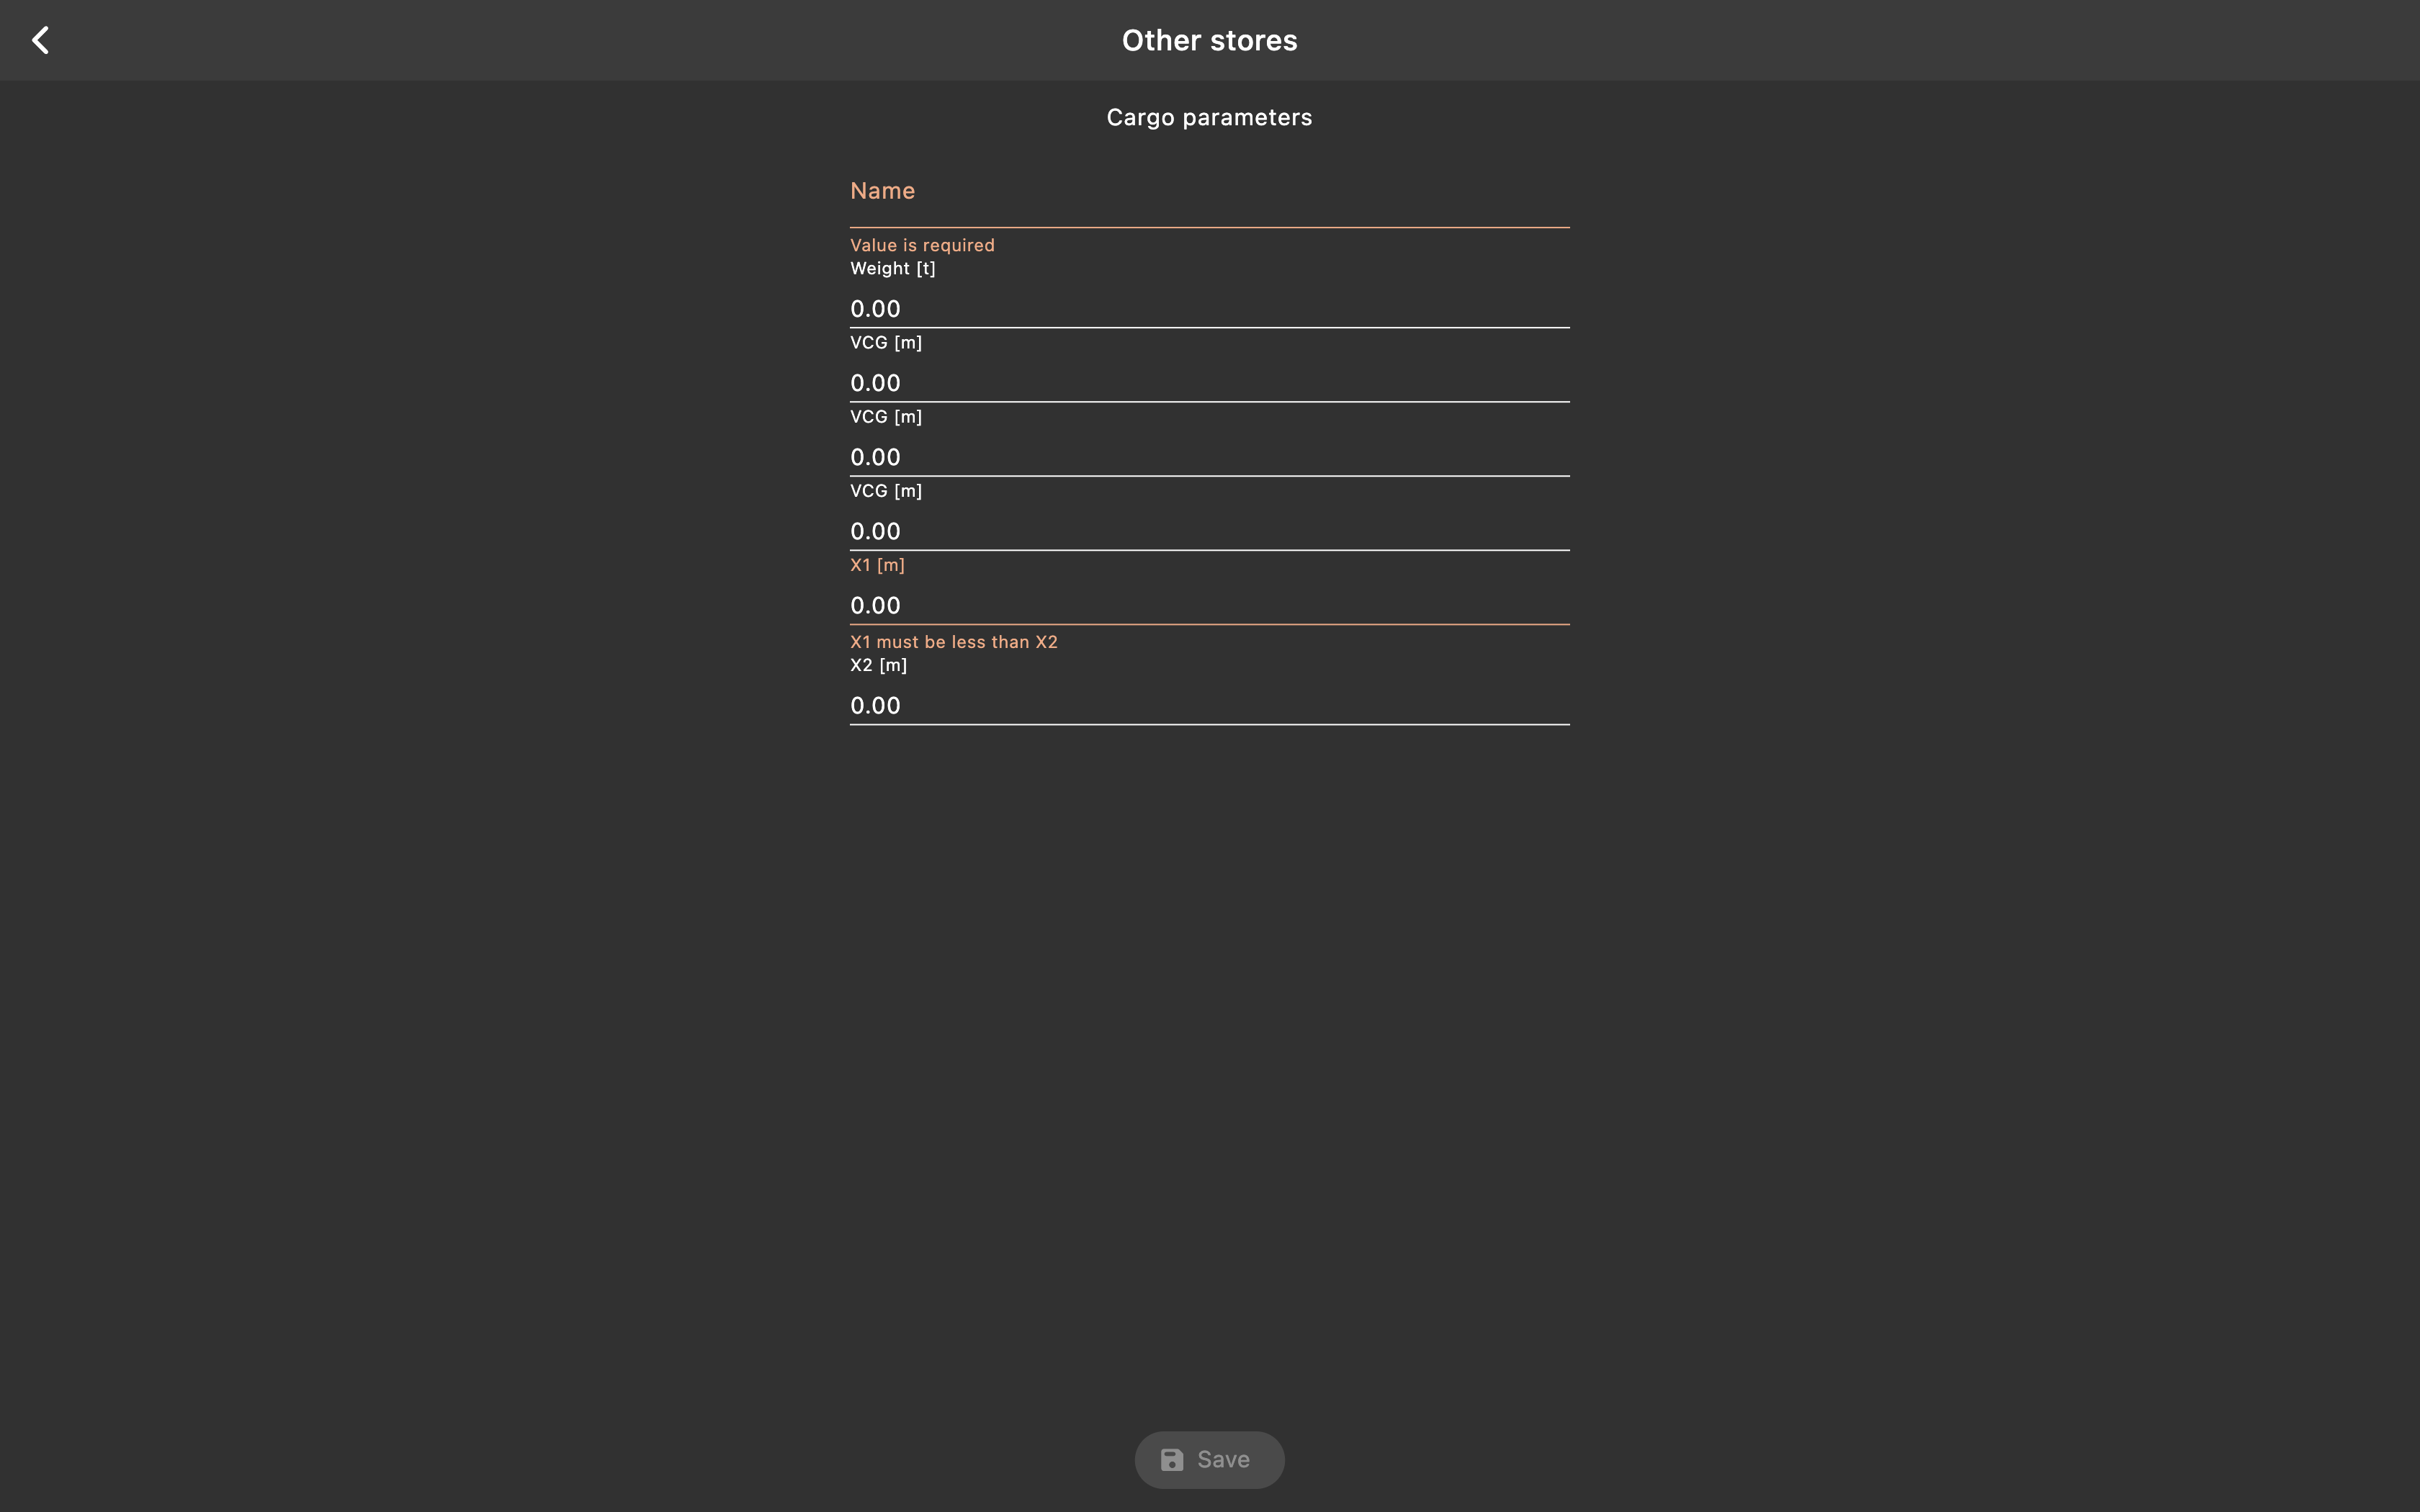 Other stores
Cargo parameters
Name
Value is required
Weight [t]
0.00
VCG [m]
0.00
VCG [m]
0.00
VCG [m]
0.00
X1 [m]
0.00
X1 must be less than X2
X2 [m]
0.00
Save